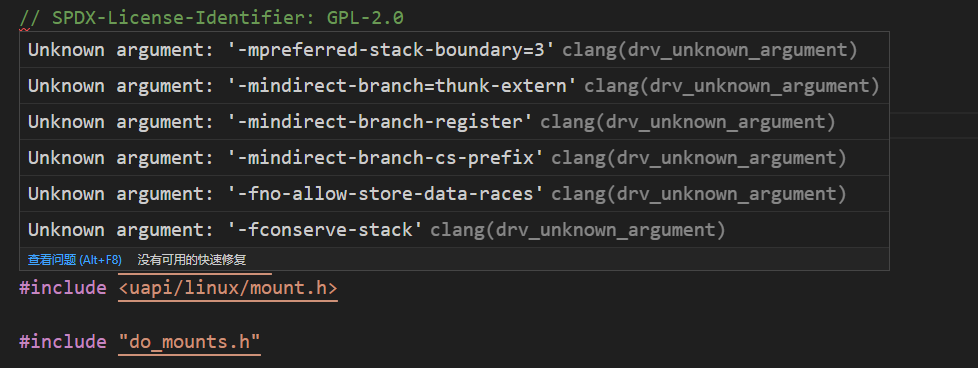 // SPDX-License-Identifier: GPL-2.0
Unknown argument: '-mpreferred-stack-boundary=3' clang(drv_unknown_argument)
Unknown argument: '-mindirect-branch=thunk-extern' clang(drv_unknown_argument)
Unknown argument: '-mindirect-branch-register' clang(drv_unknown_argument)
Unknown argument: '-mindirect-branch-cs-prefix' clang(drv_unknown_argument)
Unknown argument: '-fno-allow-store-data-races' clang(drv_unknown_argument)
Unknown argument: '-fconserve-stack' clang(drv_unknown_argument)
查看问题 (Alt+F8) 没有可用的快速修复
#include <uapi/linux/mount.h>
#include "do_mounts.h"